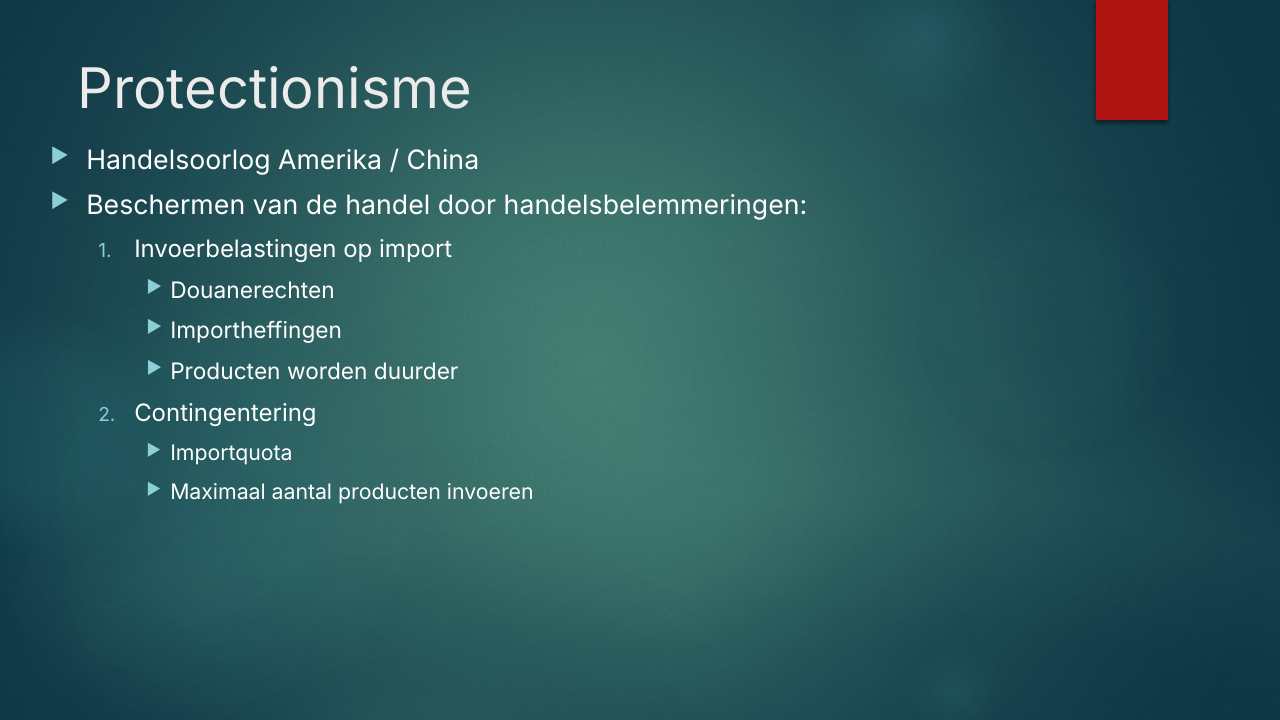 Protectionisme
Handelsoorlog Amerika / China
Beschermen van de handel door handelsbelemmeringen:
1. Invoerbelastingen op import
Douanerechten
Importheffingen
Producten worden duurder
2. Contingentering
Importquota
Maximaal aantal producten invoeren